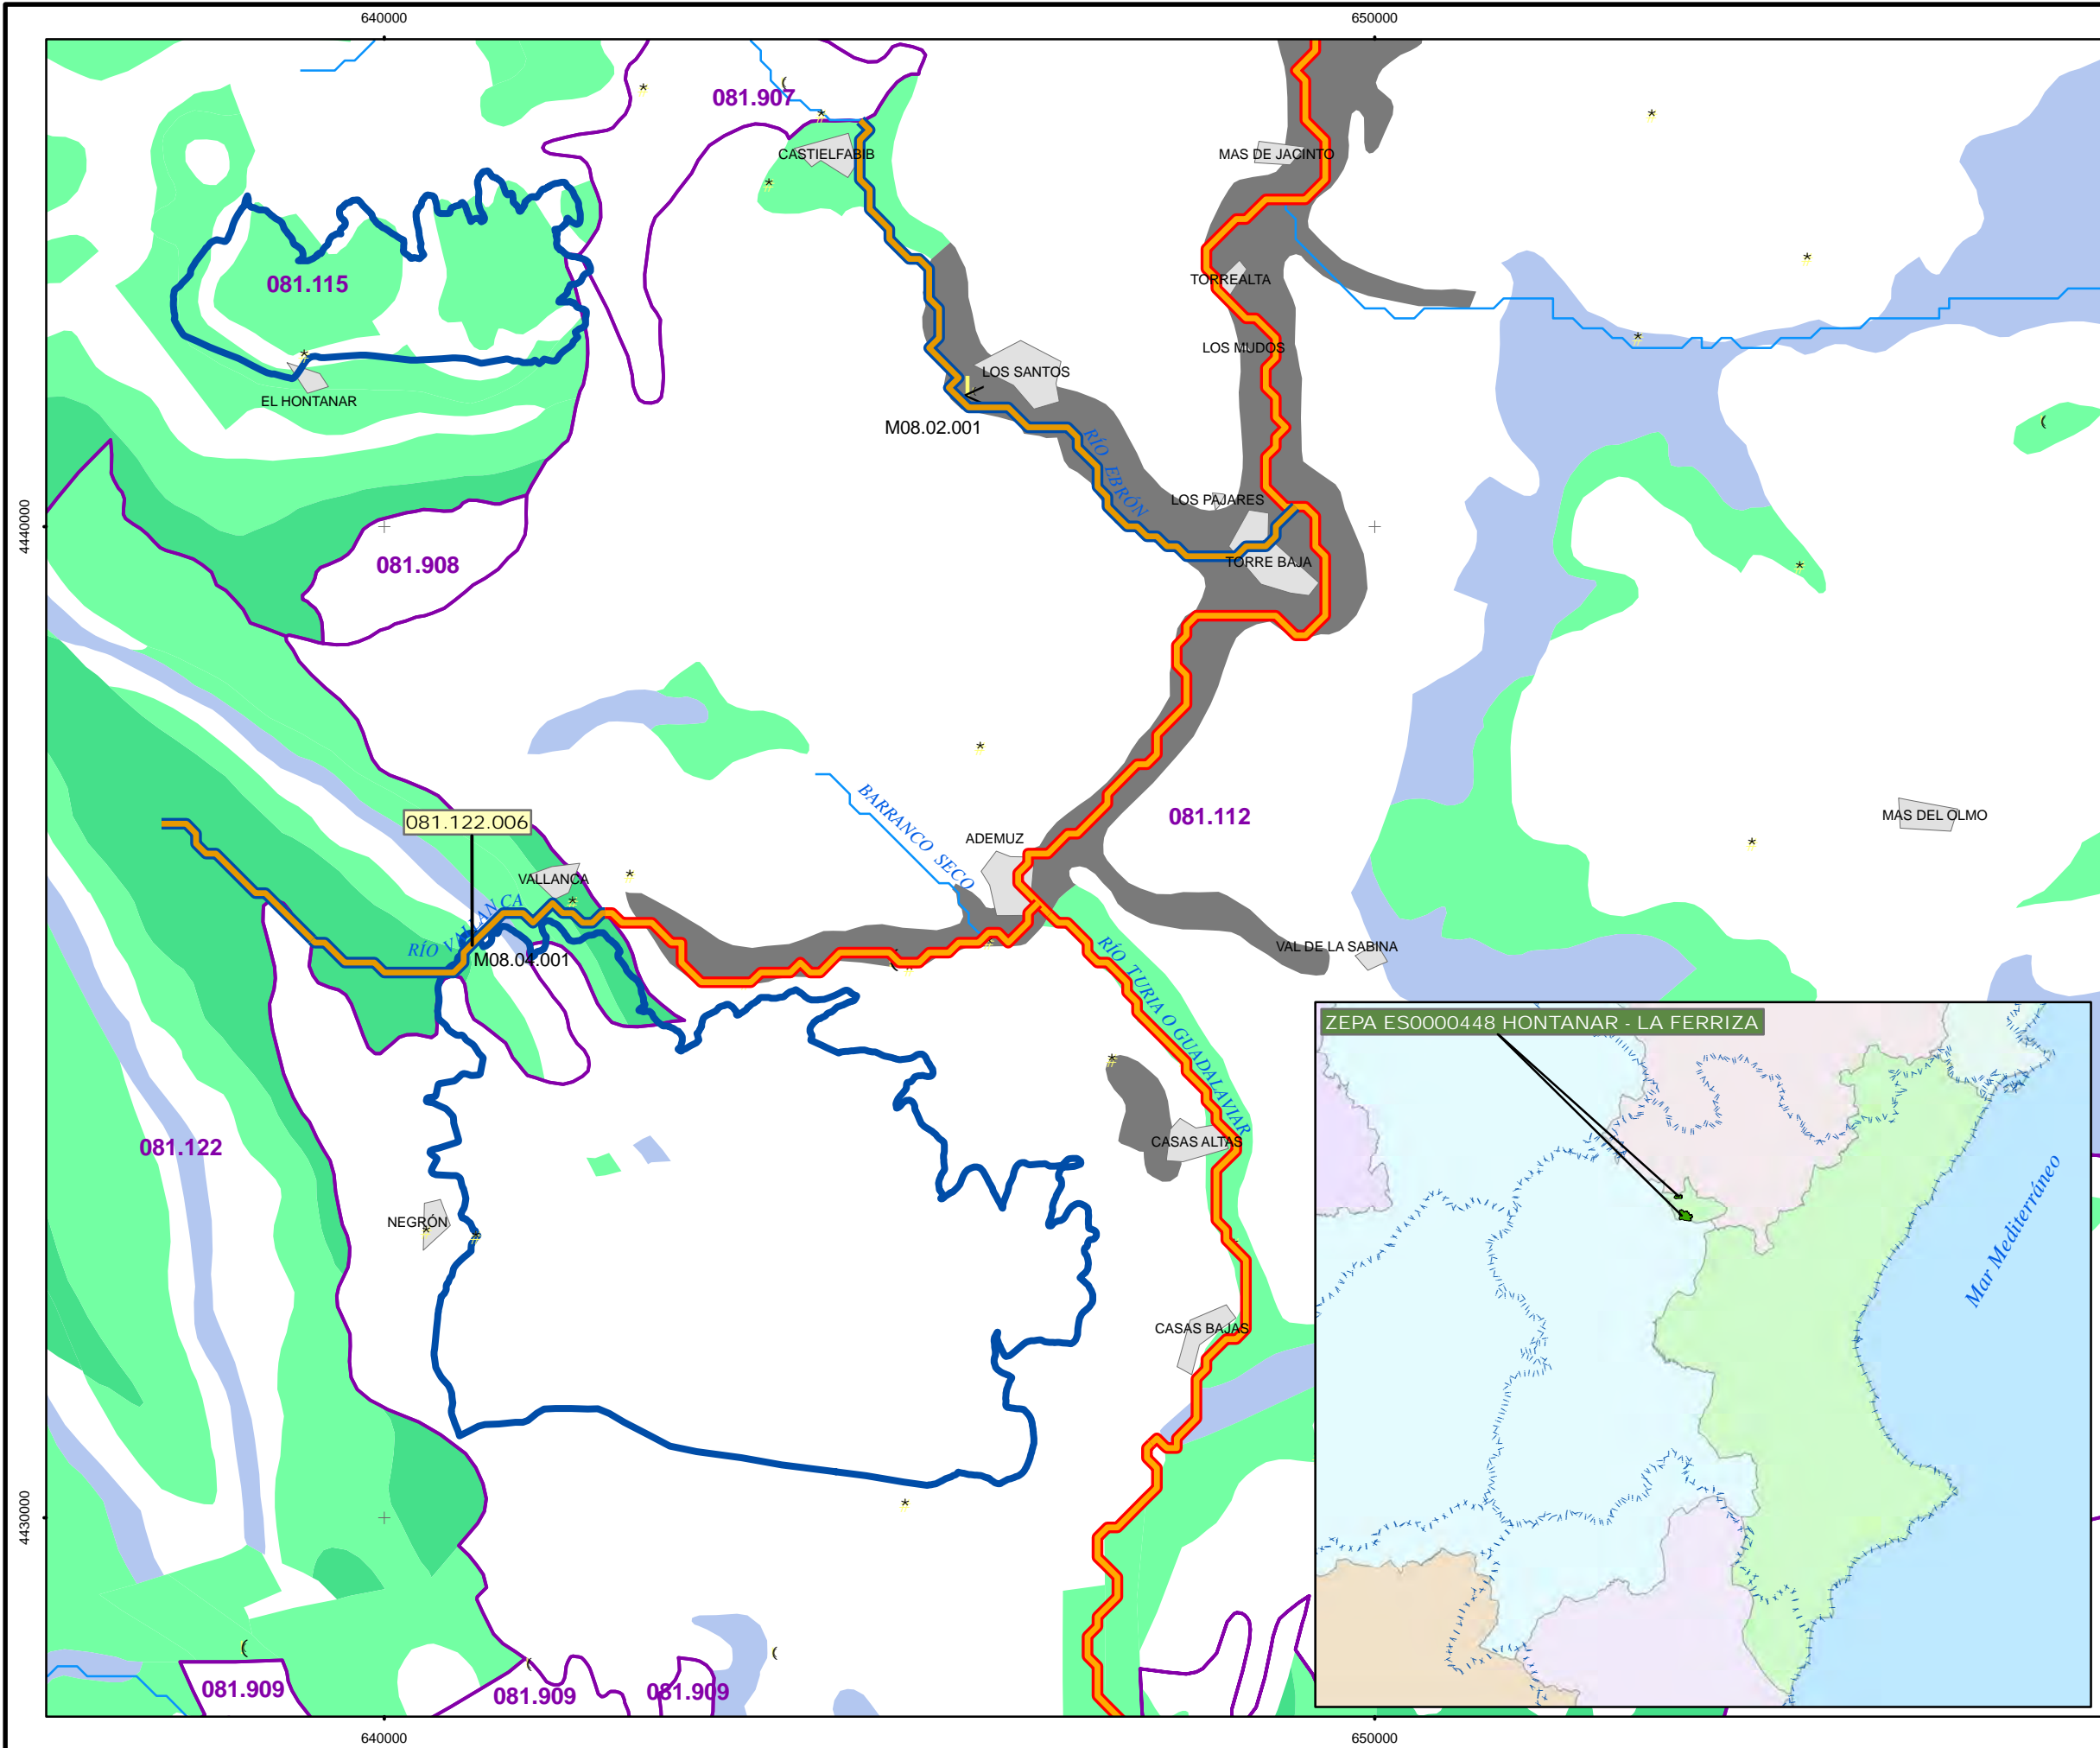 640000
650000
081.907
CASTIELFABIB
MAS DE JACINTO
081.115
TORREALTA
LOS MUDOS
LOS SANTOS
EL HONTANAR
M08.02.001
RÍO EBRÓN
LOS PAJARES
4440000
081.908
TORRE BAJA
081.122.006
BARRANCO SECO
081.112
MAS DEL OLMO
ADEMUZ
VALLANCA
RÍO VALLANCA
M08.04.001
VAL DE LA SABINA
RÍO TURIA O GUADALAVIAR
ZEPA ES0000448 HONTANAR - LA FERRIZA
081.122
CASAS ALTAS
NEGRÓN
Mar Mediterráneo
CASAS BAJAS
4430000
081.909
081.909
081.909
640000
650000